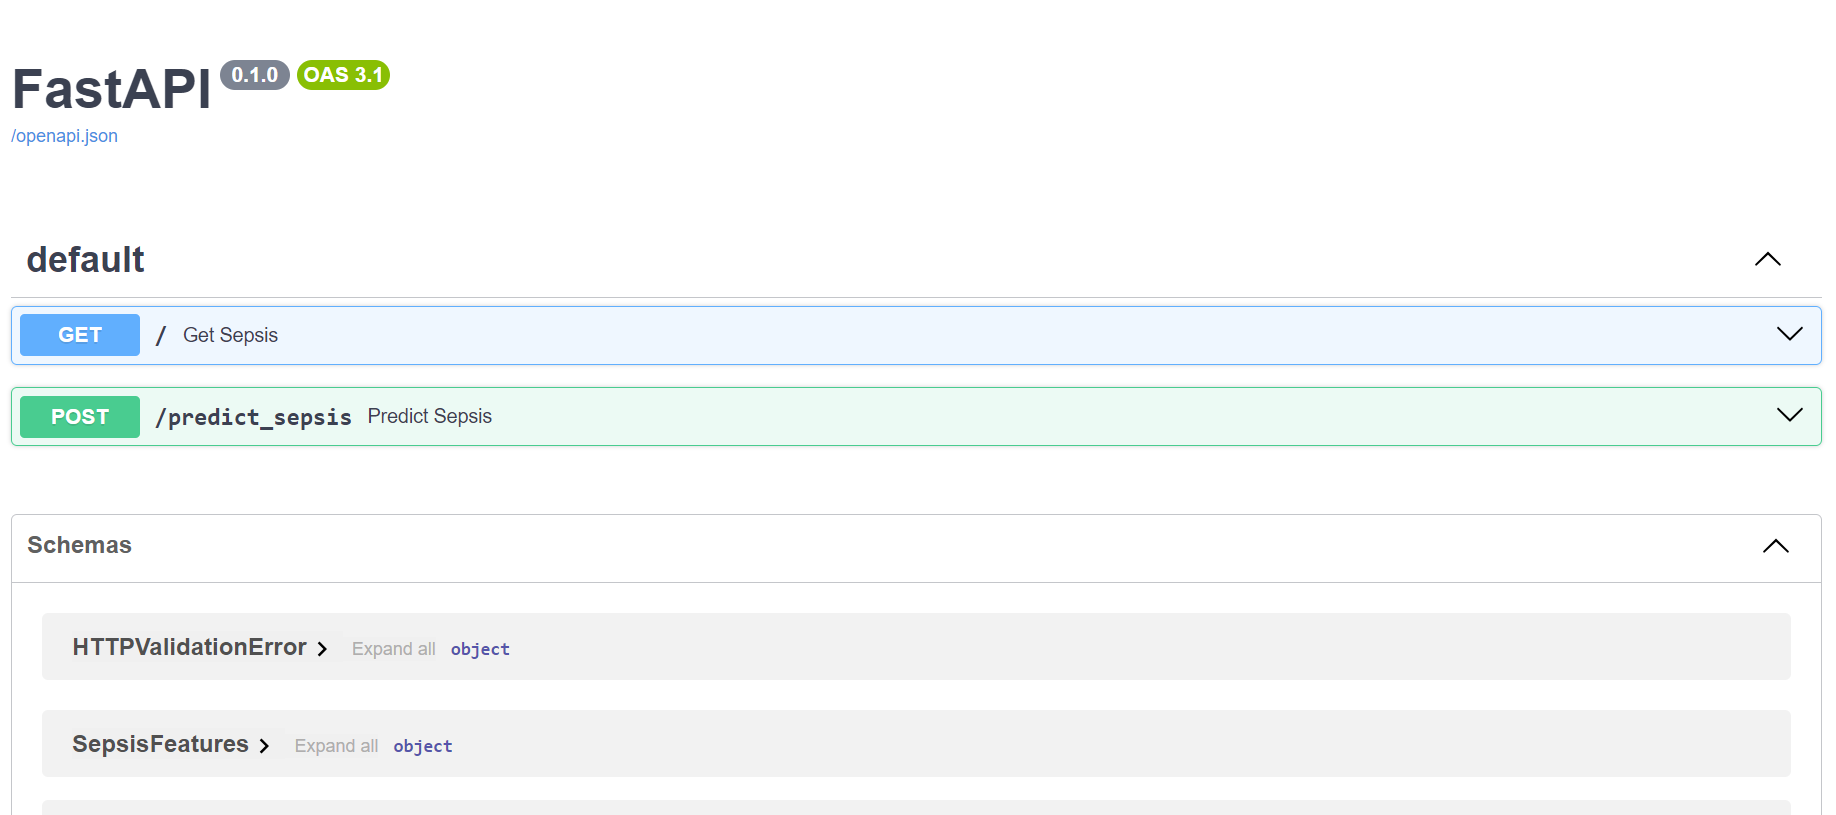 FastAPI 0.1.0 OAS 3.1
/openapi.json
default
GET / Get Sepsis
POST /predict_sepsis Predict Sepsis
Schemas
HTTPValidationError Expand all object
SepsisFeatures Expand all object